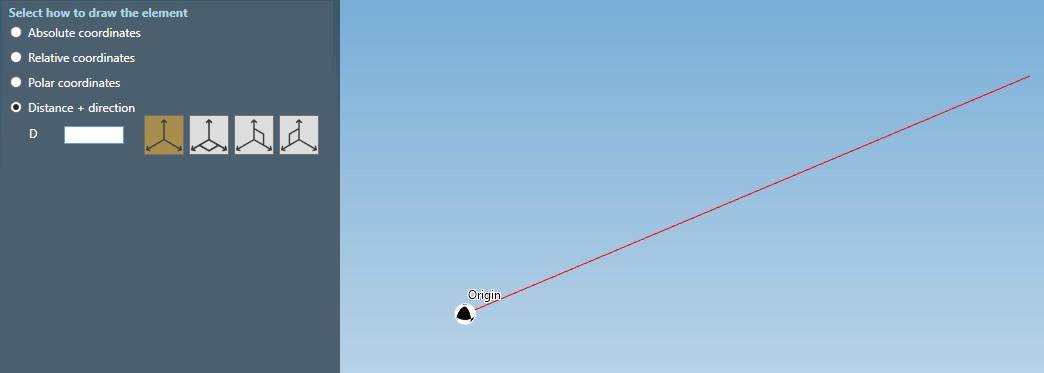 Select how to draw the element
Absolute coordinates
Relative coordinates
Polar coordinates
Distance + direction
D
Origin